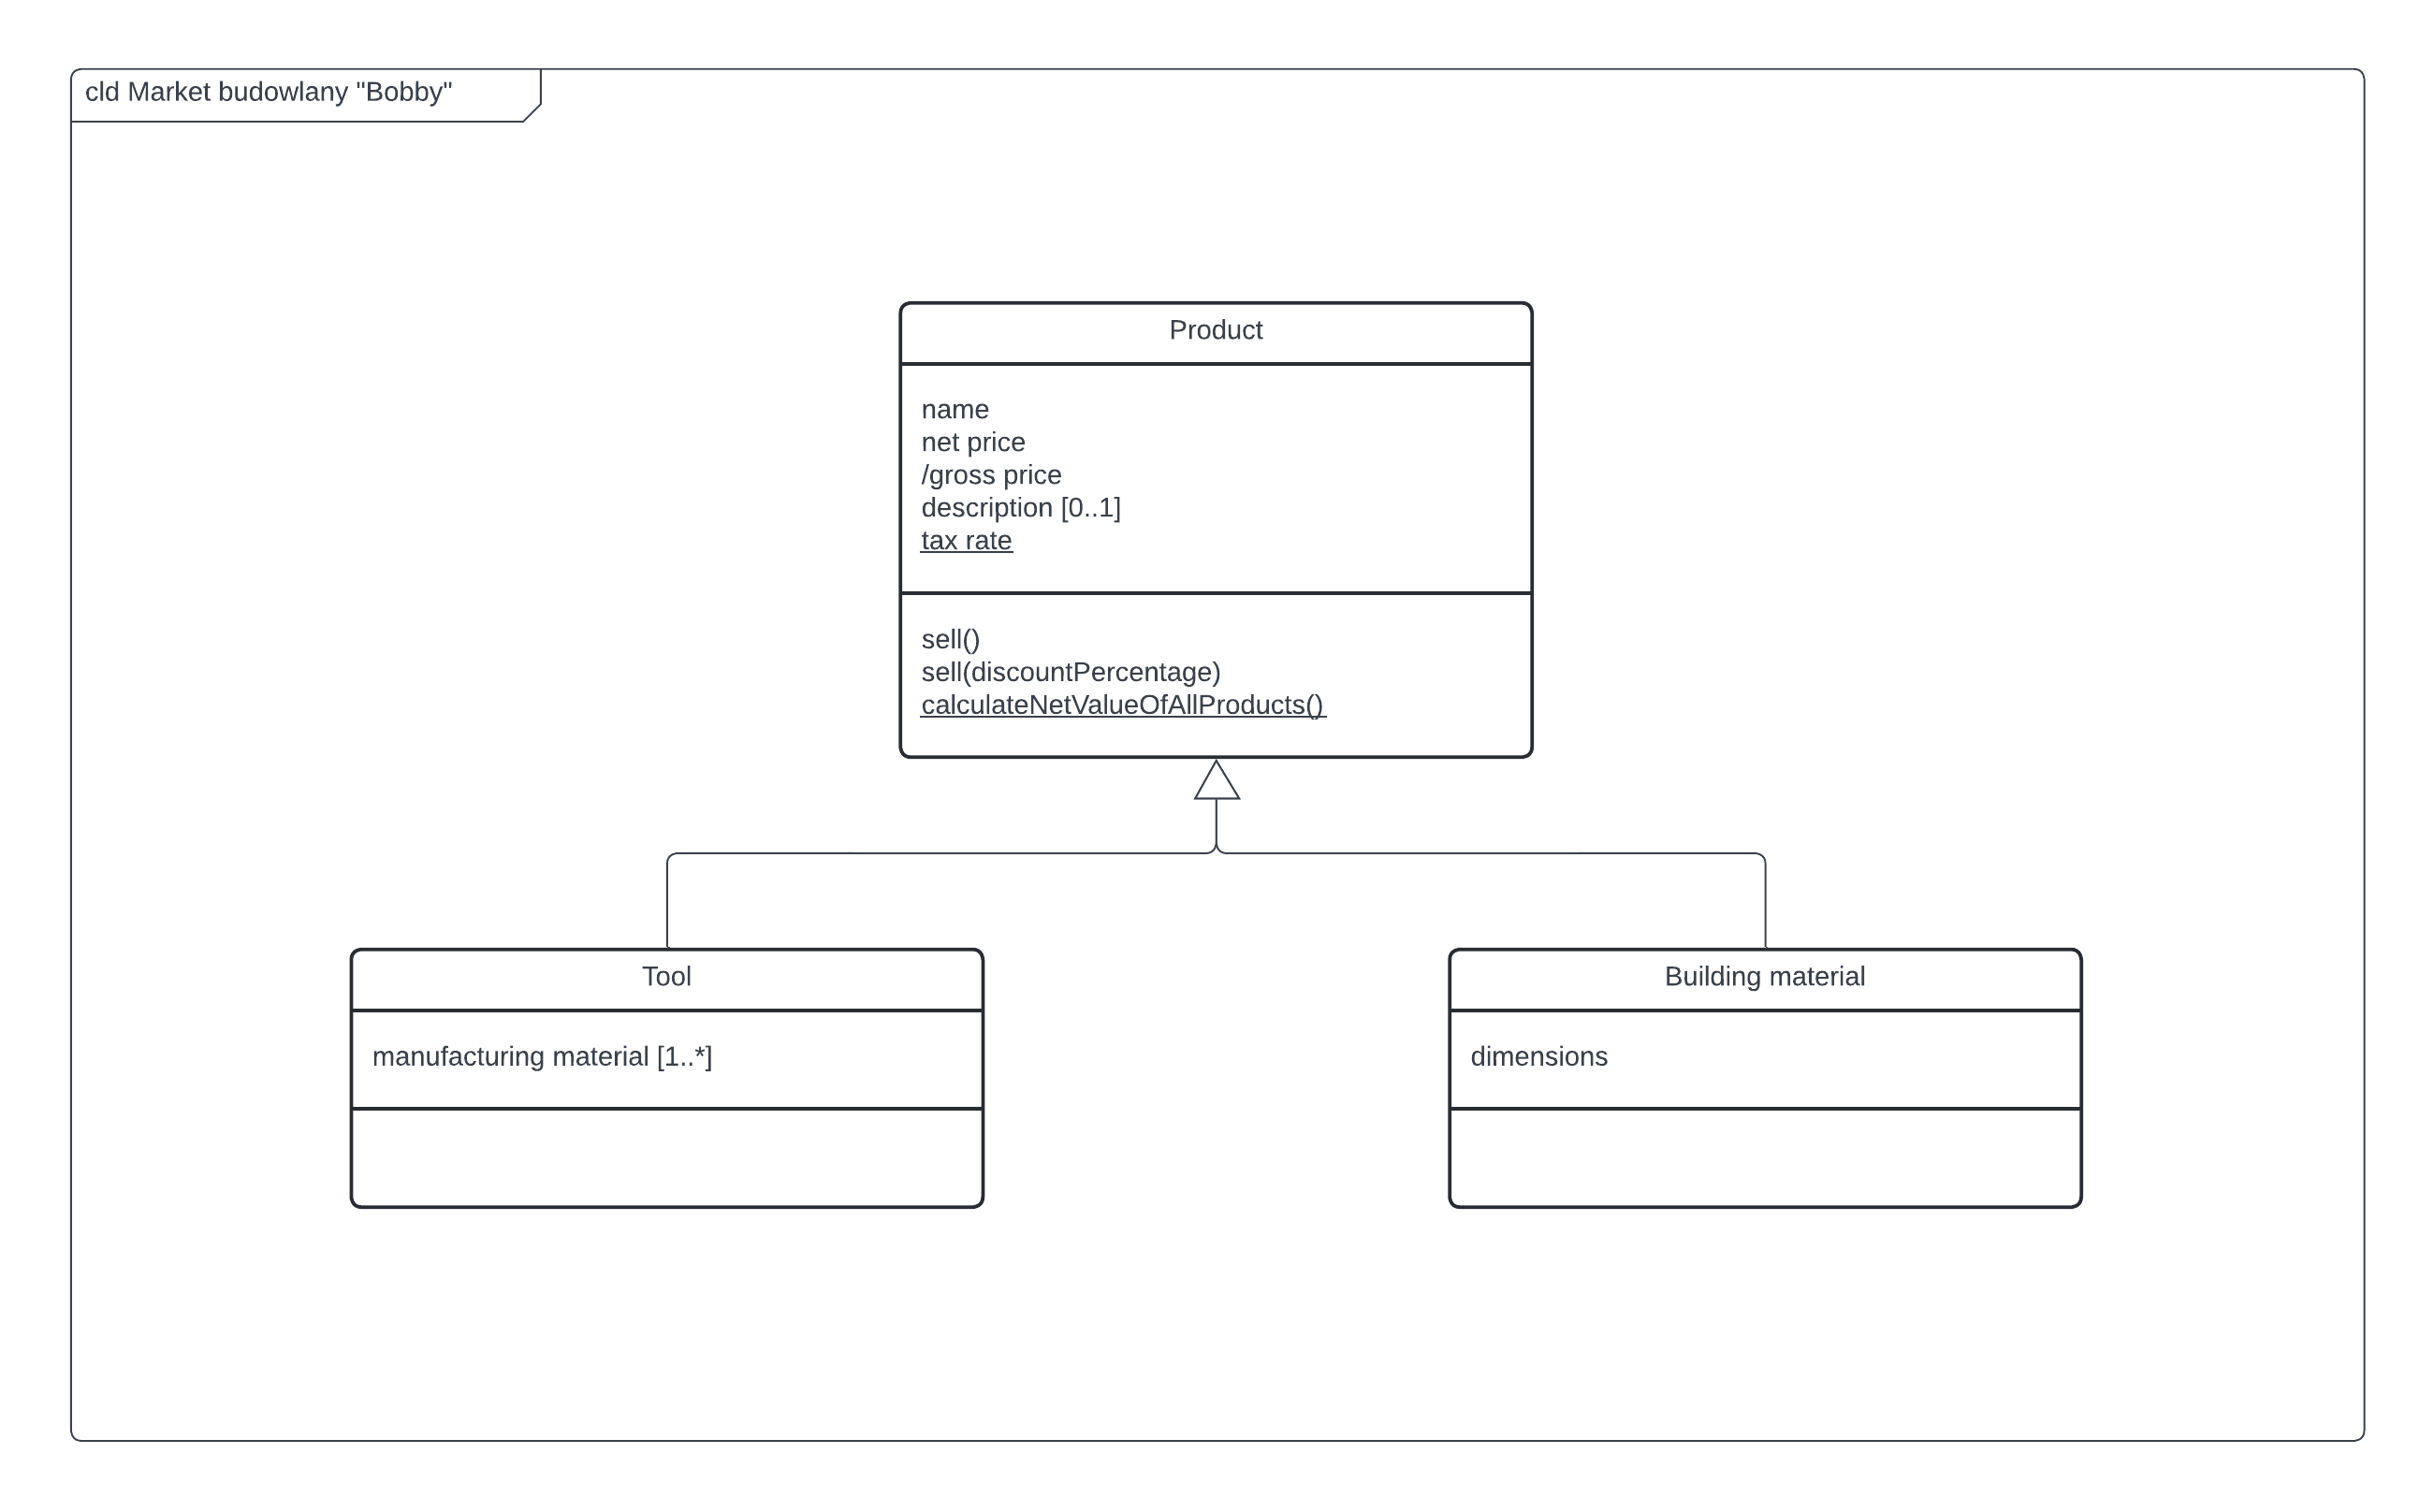 cld Market budowlany "Bobby"
Product
name
net price
/gross price
description [0..1]
tax rate
sell()
sell(discountPercentage)
calculateNetValueOfAllProducts()
Tool
manufacturing material [1..*]
Building material
dimensions